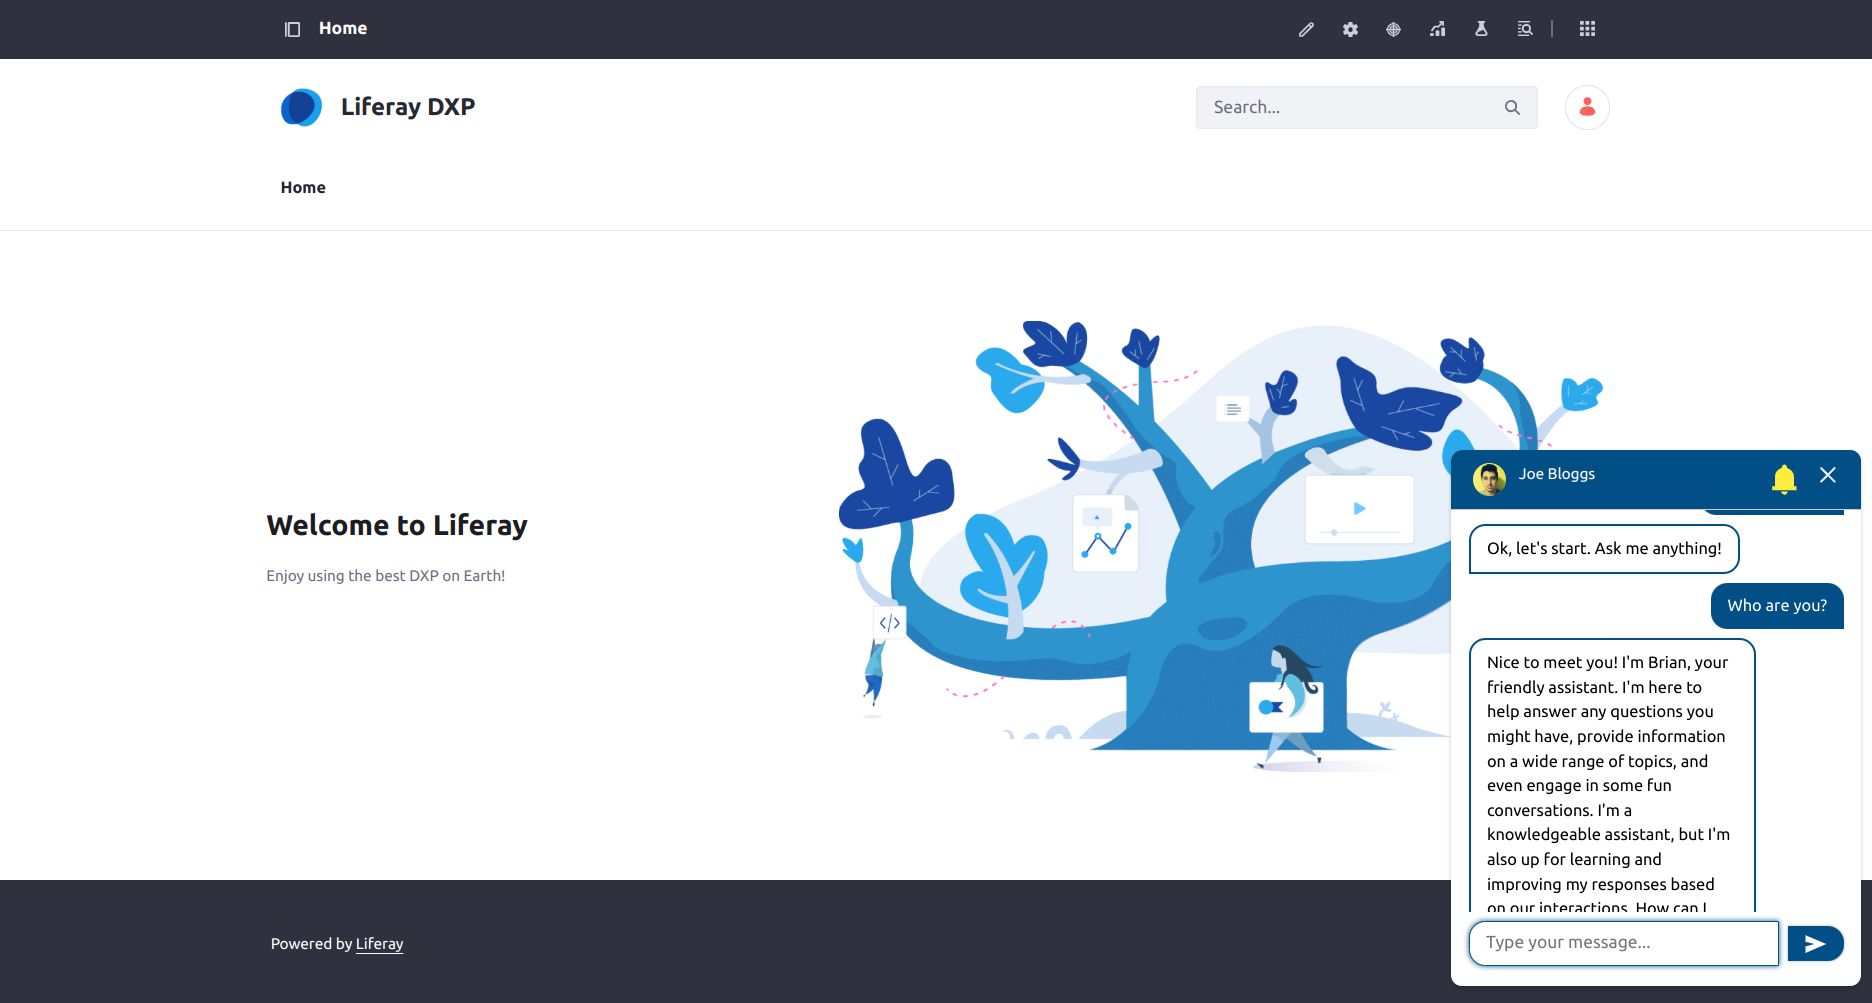 Home
Liferay DXP
Search...
Home
Welcome to Liferay
Enjoy using the best DXP on Earth!
</>
Joe Bloggs
Ok, let's start. Ask me anything!
Who are you?
Nice to meet you! I'm Brian, your
friendly assistant. I'm here to
help answer any questions you
might have, provide information
on a wide range of topics, and
even engage in some fun
conversations. I'm a
knowledgeable assistant, but I'm
also up for learning and
improving my responses based
on our interactions. How can I
Type your message...
Powered by Liferay